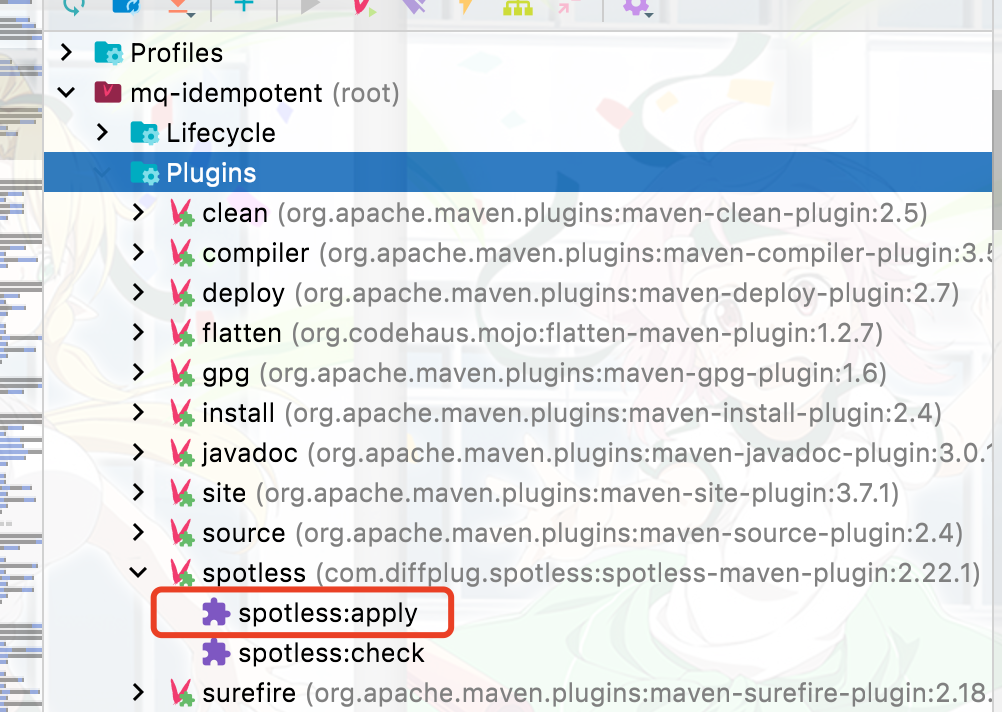 Profiles
mq-idempotent (root)
Lifecycle
Plugins
clean (org.apache.maven.plugins:maven-clean-plugin:2.5)
compiler (org.apache.maven.plugins:maven-compiler-plugin:3.5
deploy (org.apache.maven.plugins:maven-deploy-plugin:2.7)
flatten (org.codehaus.mojo:flatten-maven-plugin:1.2.7)
gpg (org.apache.maven.plugins:maven-gpg-plugin:1.6)
install (org.apache.maven.plugins:maven-install-plugin:2.4)
javadoc (org.apache.maven.plugins:maven-javadoc-plugin:3.0.1
site (org.apache.maven.plugins:maven-site-plugin:3.7.1)
source (org.apache.maven.plugins:maven-source-plugin:2.4)
spotless (com.diffplug.spotless:spotless-maven-plugin:2.22.1)
spotless:apply
spotless:check
surefire (org.apache.maven.plugins:maven-surefire-plugin:2.18.